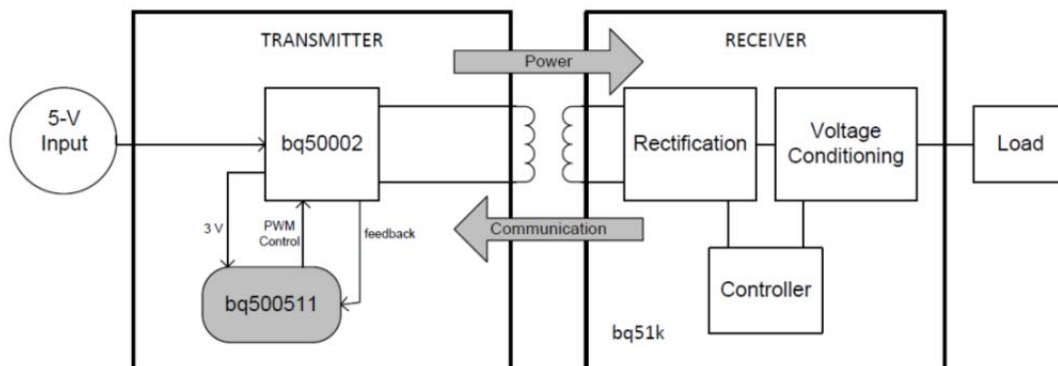 TRANSMITTER
RECEIVER
Power
5-V
Input
bq50002
Rectification
Voltage
Conditioning
Load
3 V
PWM
Control
feedback
Communication
bq500511
Controller
bq51k